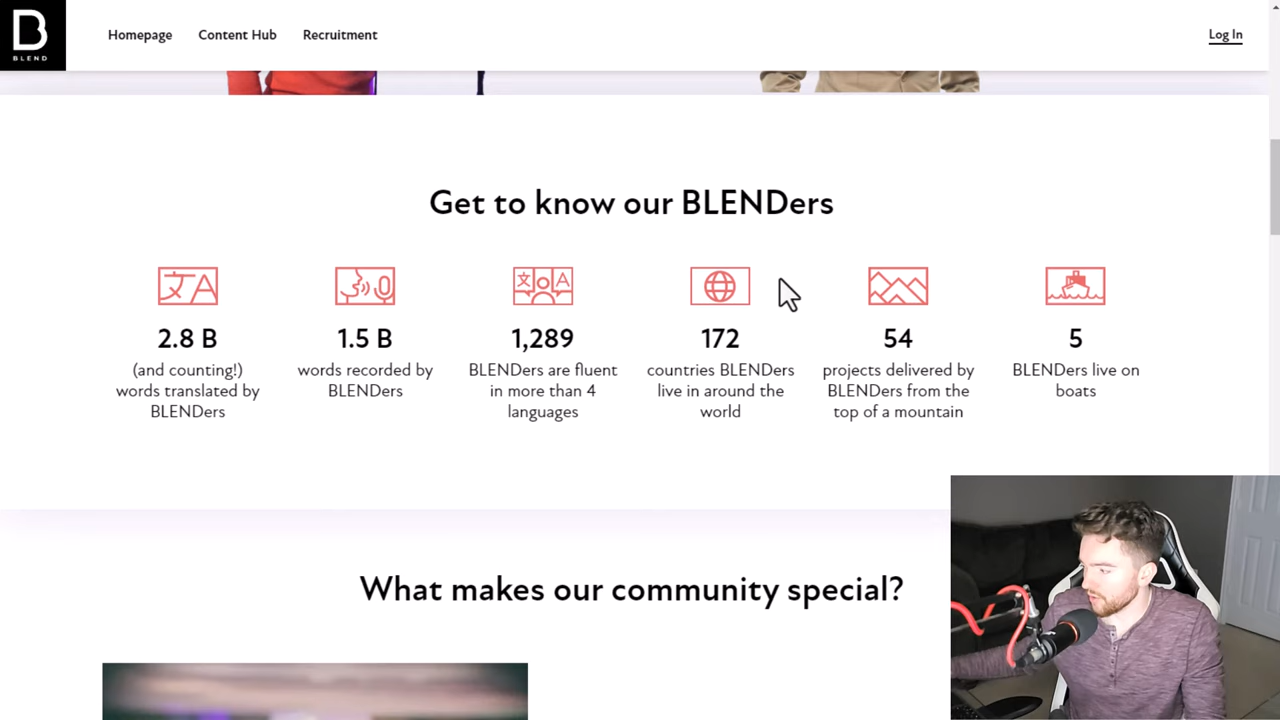 B
BLEND
Homepage
Content Hub
Recruitment
Log In
Get to know our BLENDers
文A
文 A
2.8 B
(and counting!)
words translated by
BLENDers
1.5 B
words recorded by
BLENDers
1,289
BLENDers are fluent
in more than 4
languages
172
countries BLENDers
live in around the
world
54
projects delivered by
BLENDers from the
top of a mountain
5
BLENDers live on
boats
What makes our community special?